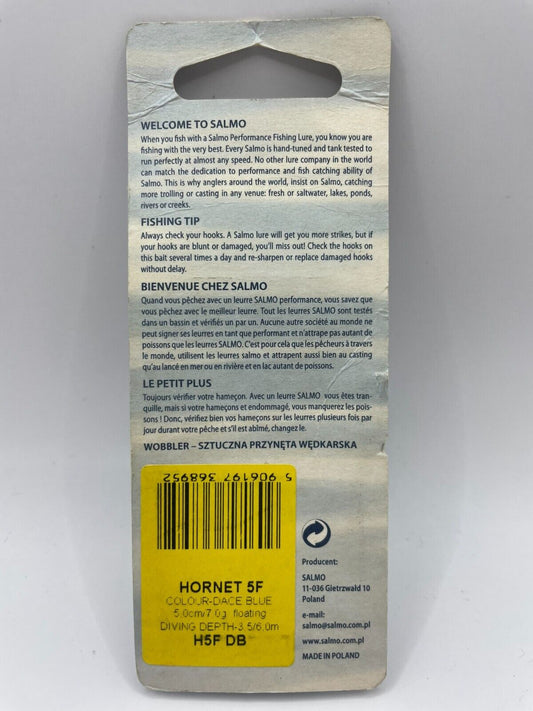 WELCOME TO SALMO
When you fish with a Salmo Performance Fishing Lure, you know you are
fishing with the very best. Every Salmo is hand-tuned and tank tested to
run perfectly at almost any speed. No other lure company in the world
can match the dedication to performance and fish catching ability of
Salmo. This is why anglers around the world, insist on Salmo, catching
more trolling or casting in any venue: fresh or saltwater, lakes, ponds,
rivers or creeks.
FISHING TIP
Always check your hooks. A Salmo lure will get you more strikes, but if
your hooks are blunt or damaged, you'll miss out! Check the hooks on
this bait several times a day and re-sharpen or replace damaged hooks
without delay.
BIENVENUE CHEZ SALMO
Quand vous pêchez avec un leurre SALMO performance, vous savez que
vous pêchez avec le meilleur leurre. Tout les leurres SALMO sont testés
dans un bassin et vérifiés un par un. Aucune autre société au monde ne
peut signer ses leurres en tant que performant et n'attrape pas autant de
poissons que les leurres SALMO. C'est pour cela que les pêcheurs à travers
le monde, utilisent les leurres salmo et attrapent aussi bien au casting
qu'au lancé en mer ou en rivière et en lac autant de poissons.
LE PETIT PLUS
Toujours vérifier votre hameçon. Avec un leurre SALMO vous êtes tran-
quille, mais si votre hameçons et endommagé, vous manquerez les pois-
sons ! Donc, vérifiez bien vos hameçons sur les leurres plusieurs fois par
jour durant votre pêche et s'il est abîmé, changez le.
WOBBLER – SZTUCZNA PRZYNĘTA WĘDKARSKA
5 906197 368952
HORNET 5F
COLOUR-DACE BLUE
5.0cm/7.0g floating
DIVING DEPTH-3.5/6.0m
H5F DB
Producent:
SALMO
11-036 Gietrzwałd 10
Poland
e-mail:
salmo@salmo.com.pl
www.salmo.com.pl
MADE IN POLAND